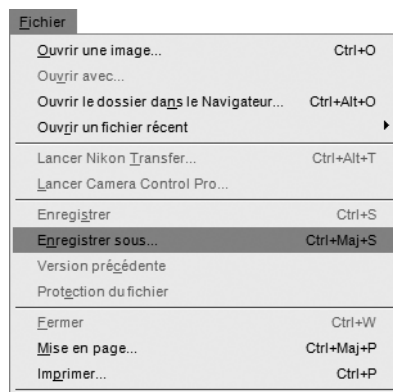 Fichier
Ouvrir une image... Ctrl+O
Ouvrir avec...
Ouvrir le dossier dans le Navigateur... Ctrl+Alt+O
Ouvrir un fichier récent
Lancer Nikon Transfer... Ctrl+Alt+T
Lancer Camera Control Pro...
Enregistrer Ctrl+S
Enregistrer sous... Ctrl+Maj+S
Version précédente
Protection du fichier
Fermer Ctrl+W
Mise en page... Ctrl+Maj+P
Imprimer... Ctrl+P